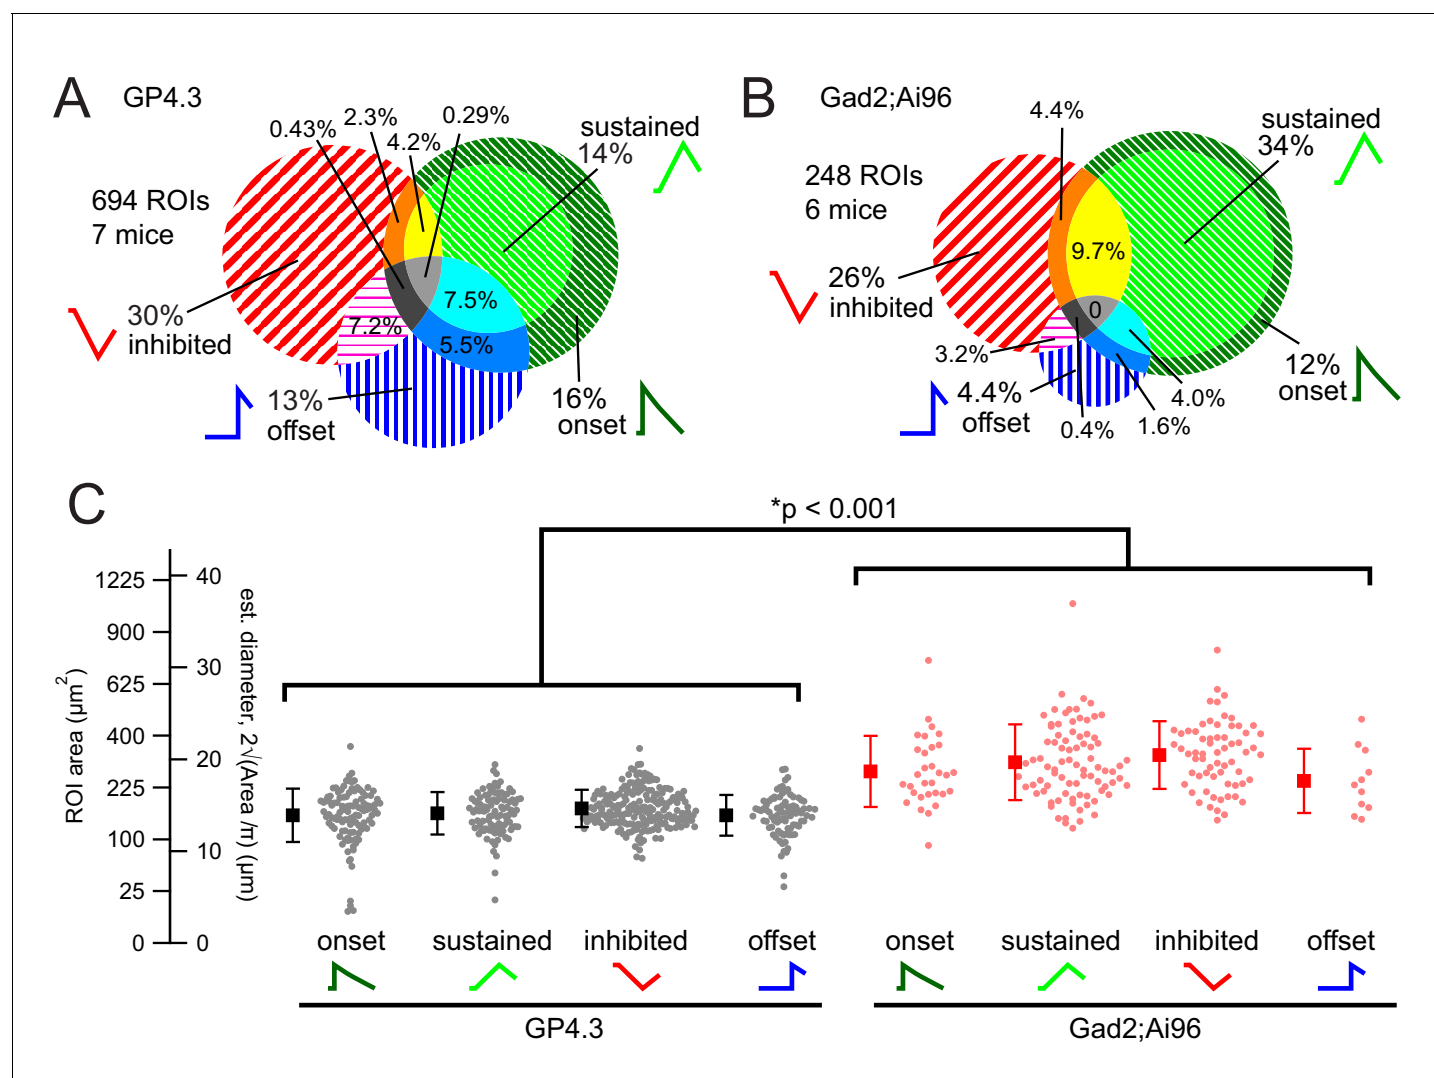 A
GP4.3
0.43%
2.3%
4.2%
0.29%
sustained
14%
694 ROIs
7 mice
30%
inhibited
7.2%
7.5%
5.5%
13%
offset
16%
onset
B
Gad2;Ai96
4.4%
sustained
34%
248 ROIs
6 mice
9.7%
26%
inhibited
0
3.2%
4.4%
offset
0.4%
1.6%
4.0%
12%
onset
C
*p < 0.001
ROI area (µm²)
1225
900
625
400
225
100
25
0
40
30
20
10
0
est. diameter, 2√(Area /π) (µm)
onset
sustained
inhibited
offset
onset
sustained
inhibited
offset
GP4.3
Gad2;Ai96